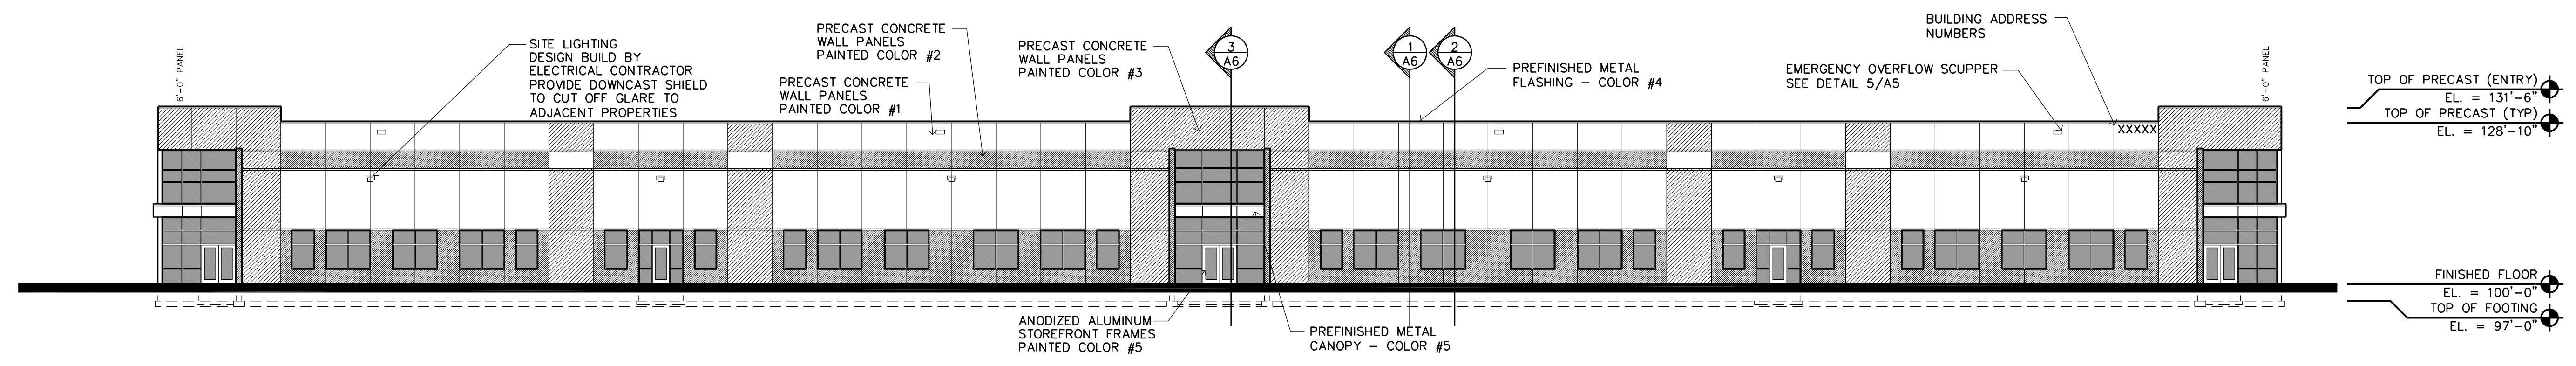 6'-0" PANEL
SITE LIGHTING
DESIGN BUILD BY
ELECTRICAL CONTRACTOR
PROVIDE DOWNCAST SHIELD
TO CUT OFF GLARE TO
ADJACENT PROPERTIES
PRECAST CONCRETE
WALL PANELS
PAINTED COLOR #2
PRECAST CONCRETE
WALL PANELS
PAINTED COLOR #1
PRECAST CONCRETE
WALL PANELS
PAINTED COLOR #3
3
A6
1
A6
2
A6
PREFINISHED METAL
FLASHING - COLOR #4
BUILDING ADDRESS
NUMBERS
EMERGENCY OVERFLOW SCUPPER
SEE DETAIL 5/A5
XXXXX
6'-0" PANEL
TOP OF PRECAST (ENTRY)
EL. = 131'-6"
TOP OF PRECAST (TYP)
EL. = 128'-10"
FINISHED FLOOR
EL. = 100'-0"
TOP OF FOOTING
EL. = 97'-0"
ANODIZED ALUMINUM
STOREFRONT FRAMES
PAINTED COLOR #5
PREFINISHED METAL
CANOPY - COLOR #5